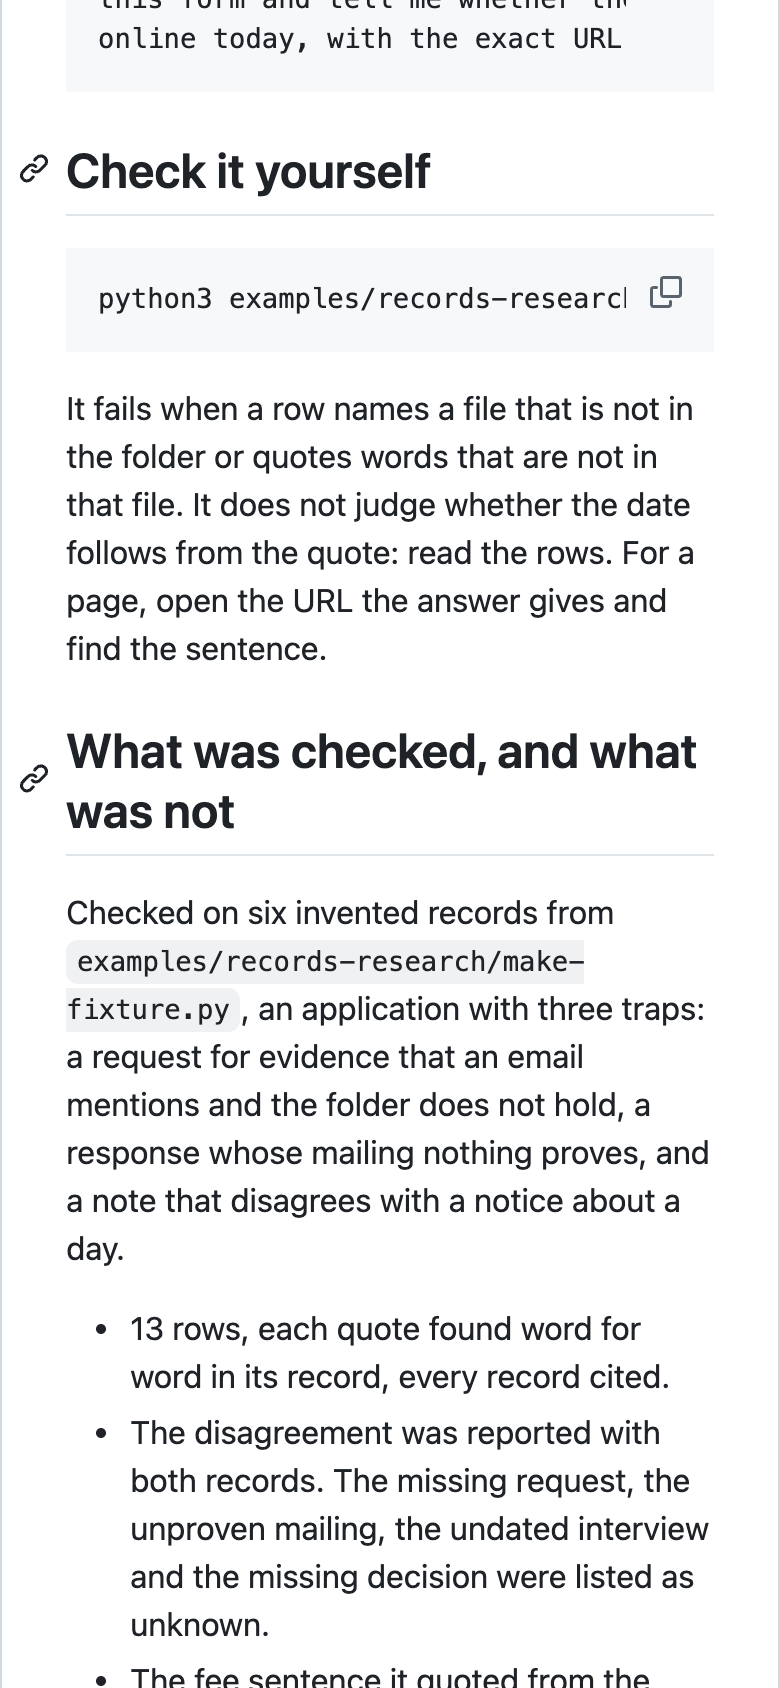 online today, with the exact URL
Check it yourself
python3 examples/records-researc
It fails when a row names a file that is not in
the folder or quotes words that are not in
that file. It does not judge whether the date
follows from the quote: read the rows. For a
page, open the URL the answer gives and
find the sentence.
What was checked, and what
was not
Checked on six invented records from
examples/records-research/make-
fixture.py, an application with three traps:
a request for evidence that an email
mentions and the folder does not hold, a
response whose mailing nothing proves, and
a note that disagrees with a notice about a
day.
• 13 rows, each quote found word for
word in its record, every record cited.
• The disagreement was reported with
both records. The missing request, the
unproven mailing, the undated interview
and the missing decision were listed as
unknown.
• The fee sentence it quoted from the